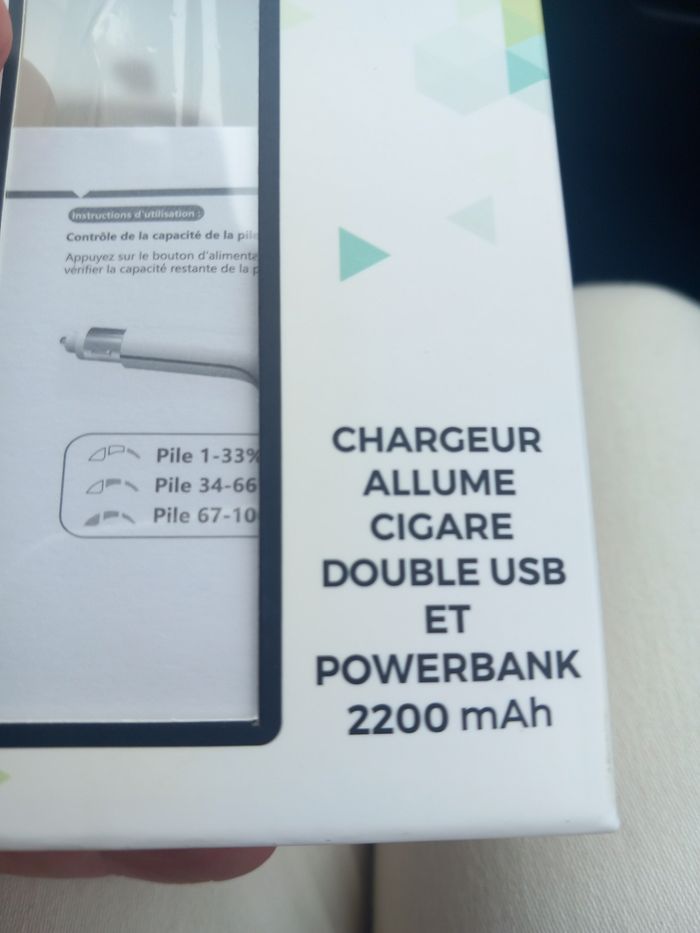 Instructions d'utilisation :
Contrôle de la capacité de la pile
Appuyez sur le bouton d'alimenta
vérifier la capacité restante de la p
Pile 1-33%
Pile 34-66
Pile 67-10
CHARGEUR
ALLUME
CIGARE
DOUBLE USB
ET
POWERBANK
2200 mAh